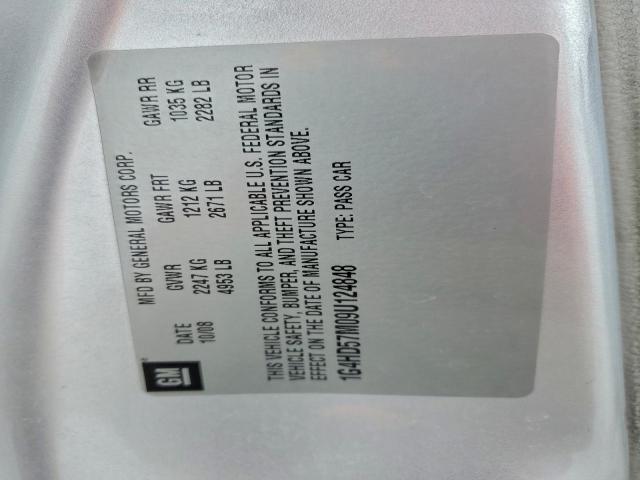 GM®
MFD BY GENERAL MOTORS CORP.
DATE GVWR GAWR FRT GAWR RR
10/08 2247 KG 1212 KG 1035 KG
4953 LB 2671 LB 2282 LB
THIS VEHICLE CONFORMS TO ALL APPLICABLE U.S. FEDERAL MOTOR
VEHICLE SAFETY, BUMPER, AND THEFT PREVENTION STANDARDS IN
EFFECT ON THE DATE OF MANUFACTURE SHOWN ABOVE.
1G4HD57M09U124848 TYPE: PASS CAR